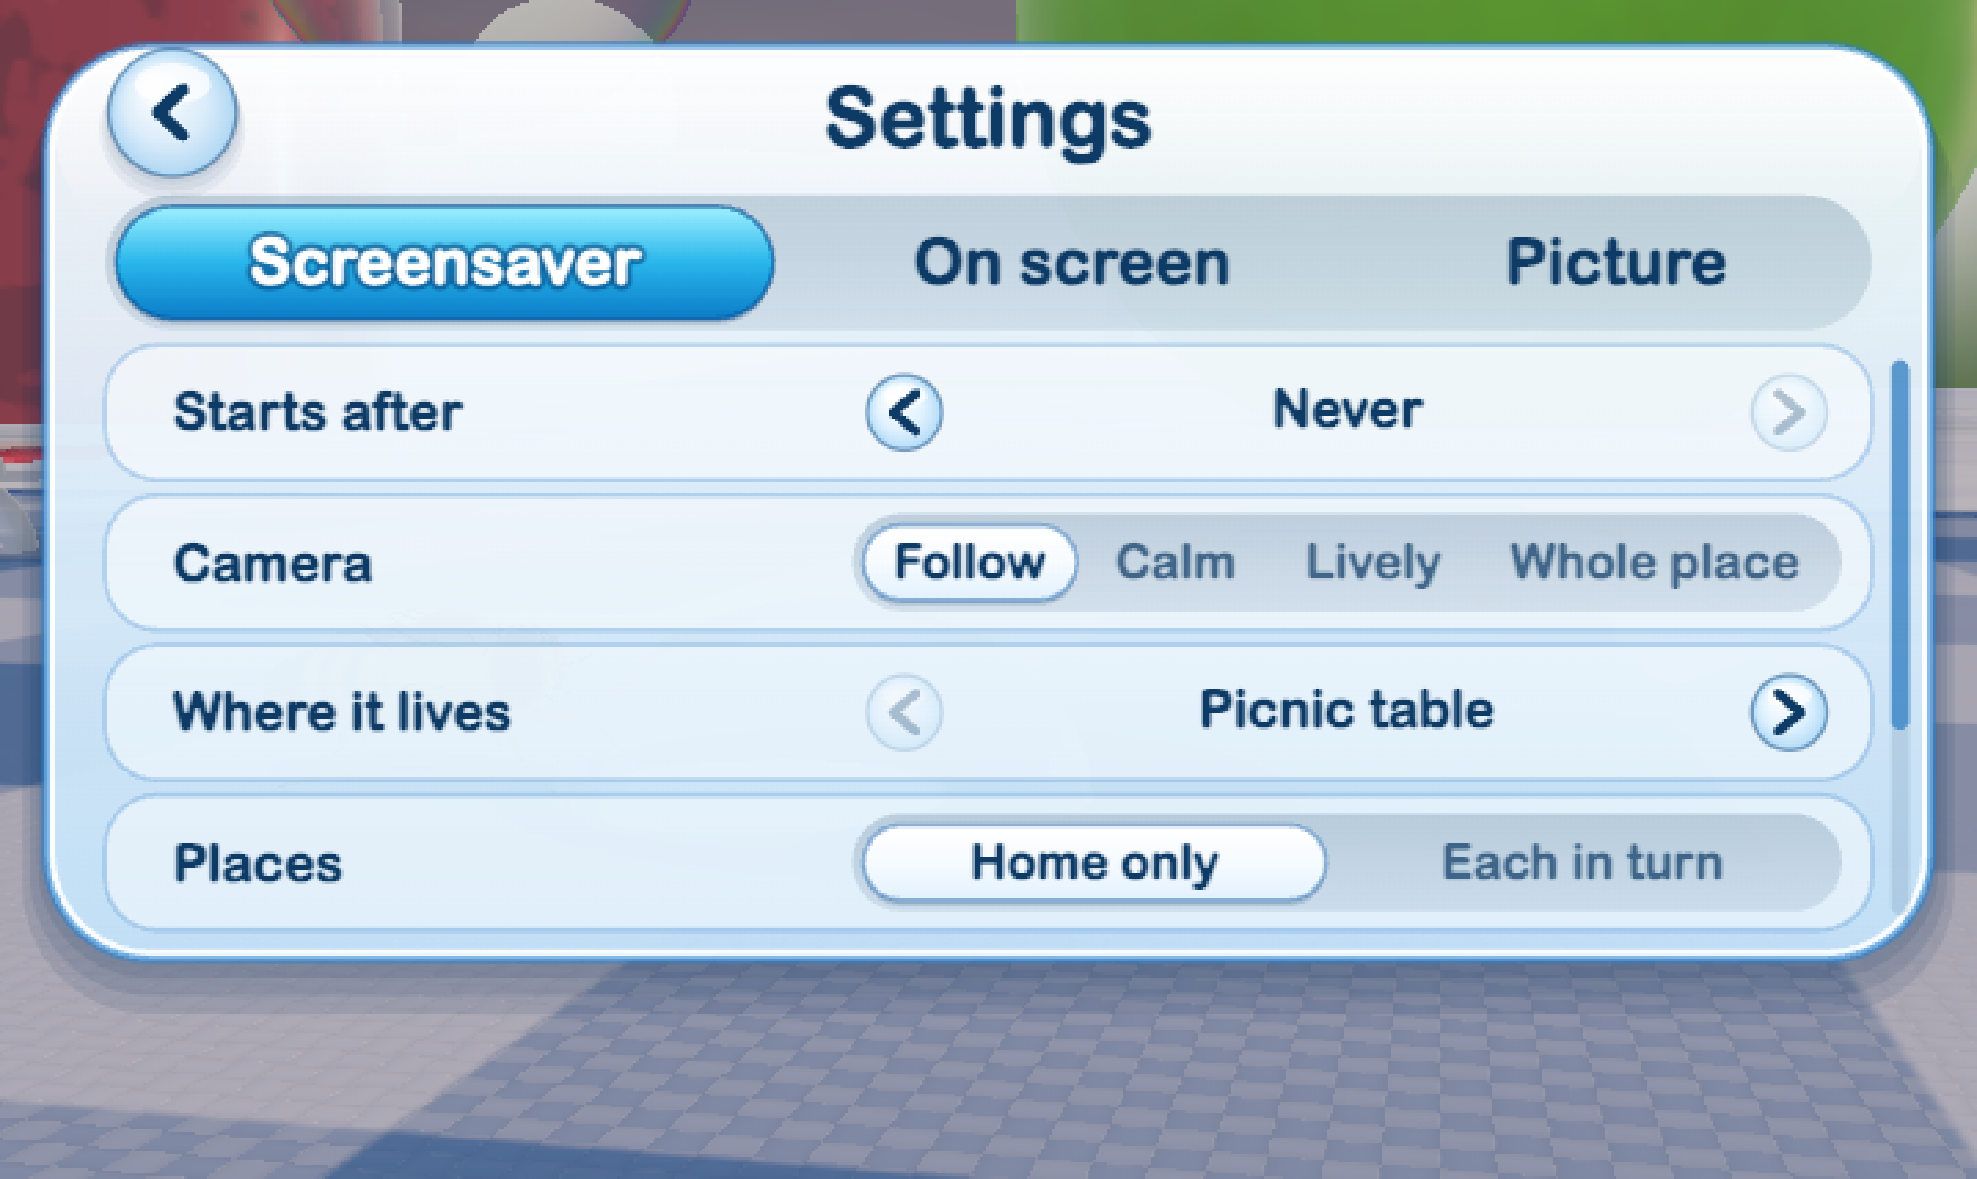 Settings
Screensaver On screen Picture
Starts after Never
Camera Follow Calm Lively Whole place
Where it lives Picnic table
Places Home only Each in turn